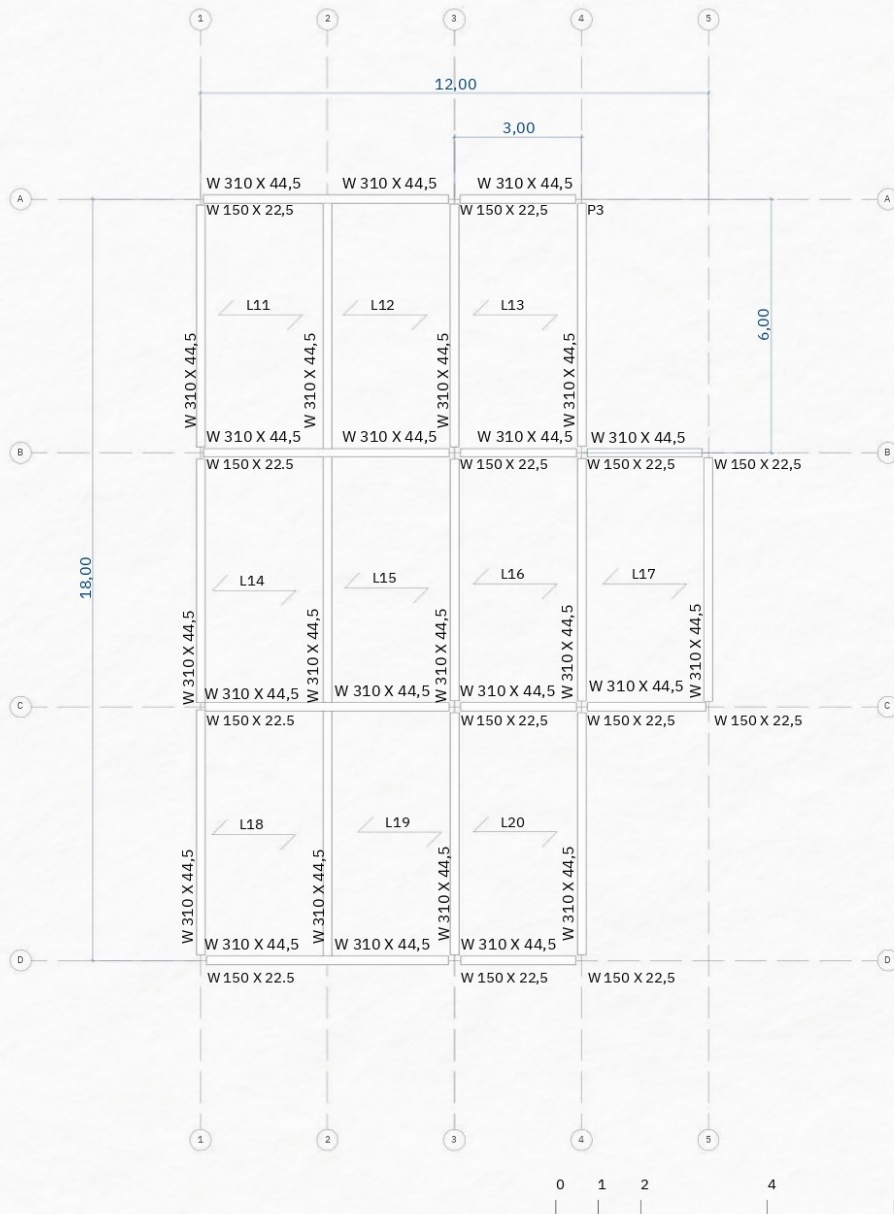 1 2 3 4 5
12,00
3,00
W 310 X 44,5 W 310 X 44,5 W 310 X 44,5
A A
W 150 X 22,5 W 150 X 22,5 P3
L11 L12 L13
6,00
W 310 X 44,5 W 310 X 44,5 W 310 X 44,5 W 310 X 44,5
W 310 X 44,5 W 310 X 44,5 W 310 X 44,5 W 310 X 44,5
B B
W 150 X 22.5 W 150 X 22,5 W 150 X 22,5 W 150 X 22,5
18,00
L14 L15 L16 L17
W 310 X 44,5 W 310 X 44,5 W 310 X 44,5 W 310 X 44,5 W 310 X 44,5
W 310 X 44,5 W 310 X 44,5 W 310 X 44,5 W 310 X 44,5
C C
W 150 X 22.5 W 150 X 22,5 W 150 X 22,5 W 150 X 22,5
L18 L19 L20
W 310 X 44,5 W 310 X 44,5 W 310 X 44,5 W 310 X 44,5
W 310 X 44,5 W 310 X 44,5 W 310 X 44,5
D D
W 150 X 22.5 W 150 X 22,5 W 150 X 22,5
1 2 3 4 5
0 1 2 4